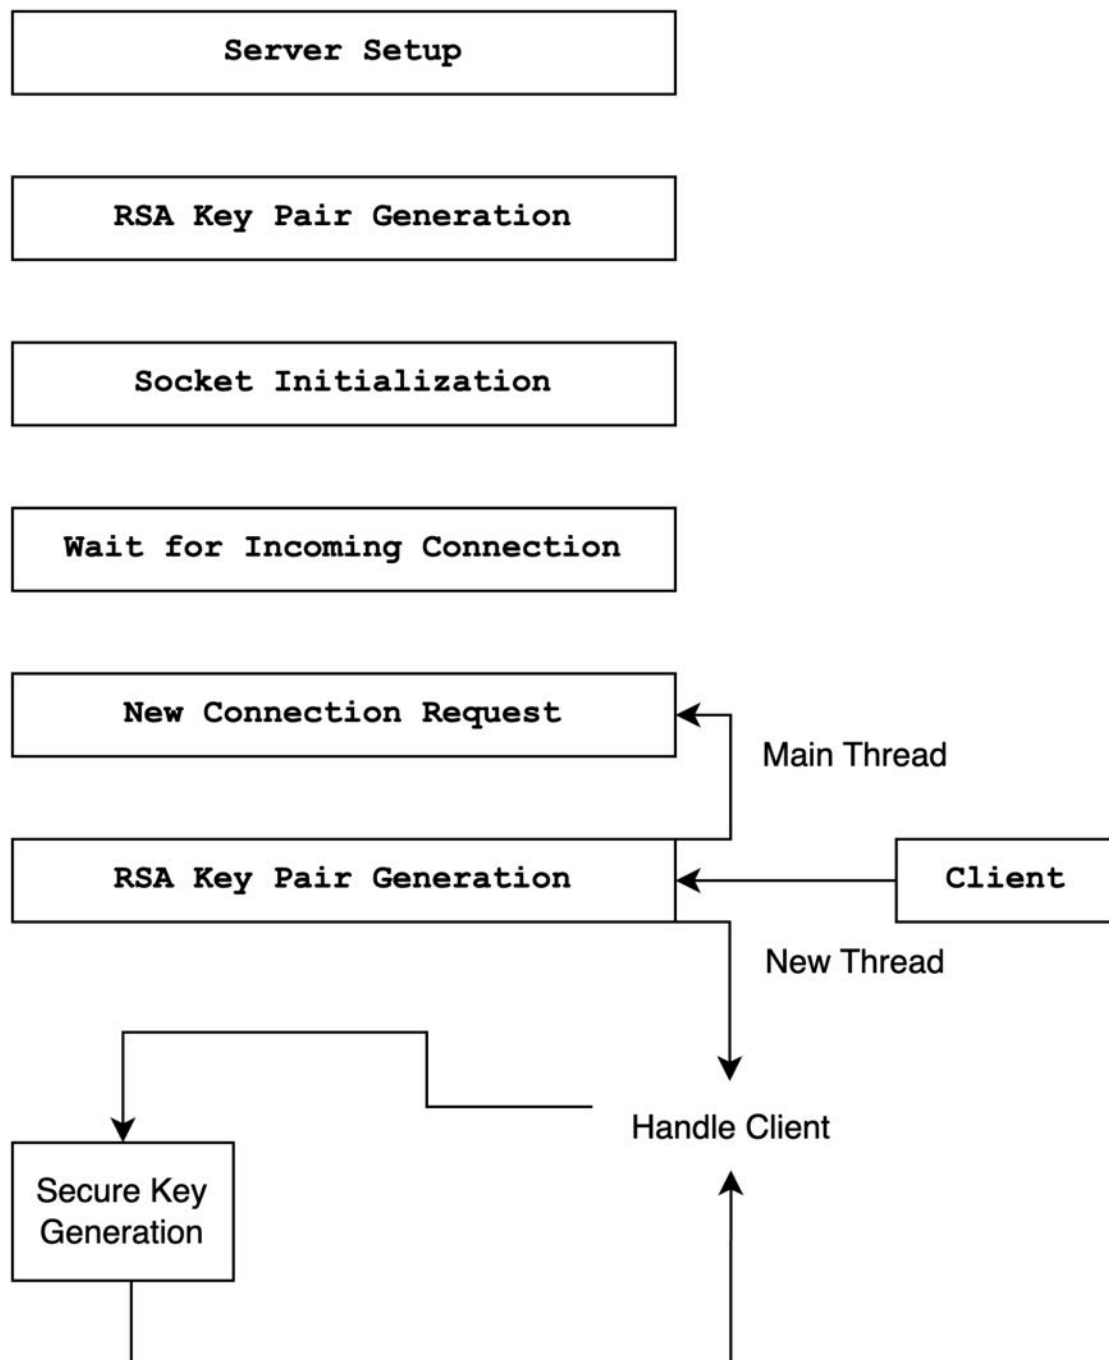 Server Setup
RSA Key Pair Generation
Socket Initialization
Wait for Incoming Connection
New Connection Request
Main Thread
RSA Key Pair Generation
Client
New Thread
Handle Client
Secure Key
Generation